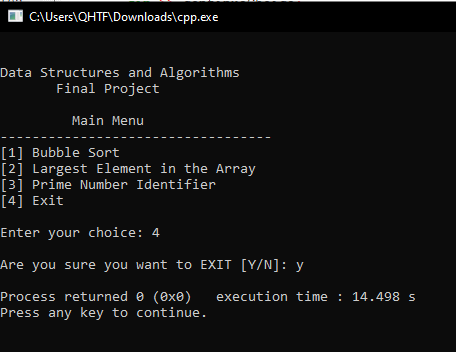 C:\Users\QHTF\Downloads\cpp.exe
Data Structures and Algorithms
Final Project
Main Menu
----------------------------------
[1] Bubble Sort
[2] Largest Element in the Array
[3] Prime Number Identifier
[4] Exit
Enter your choice: 4
Are you sure you want to EXIT [Y/N]: y
Process returned 0 (0x0)   execution time : 14.498 s
Press any key to continue.